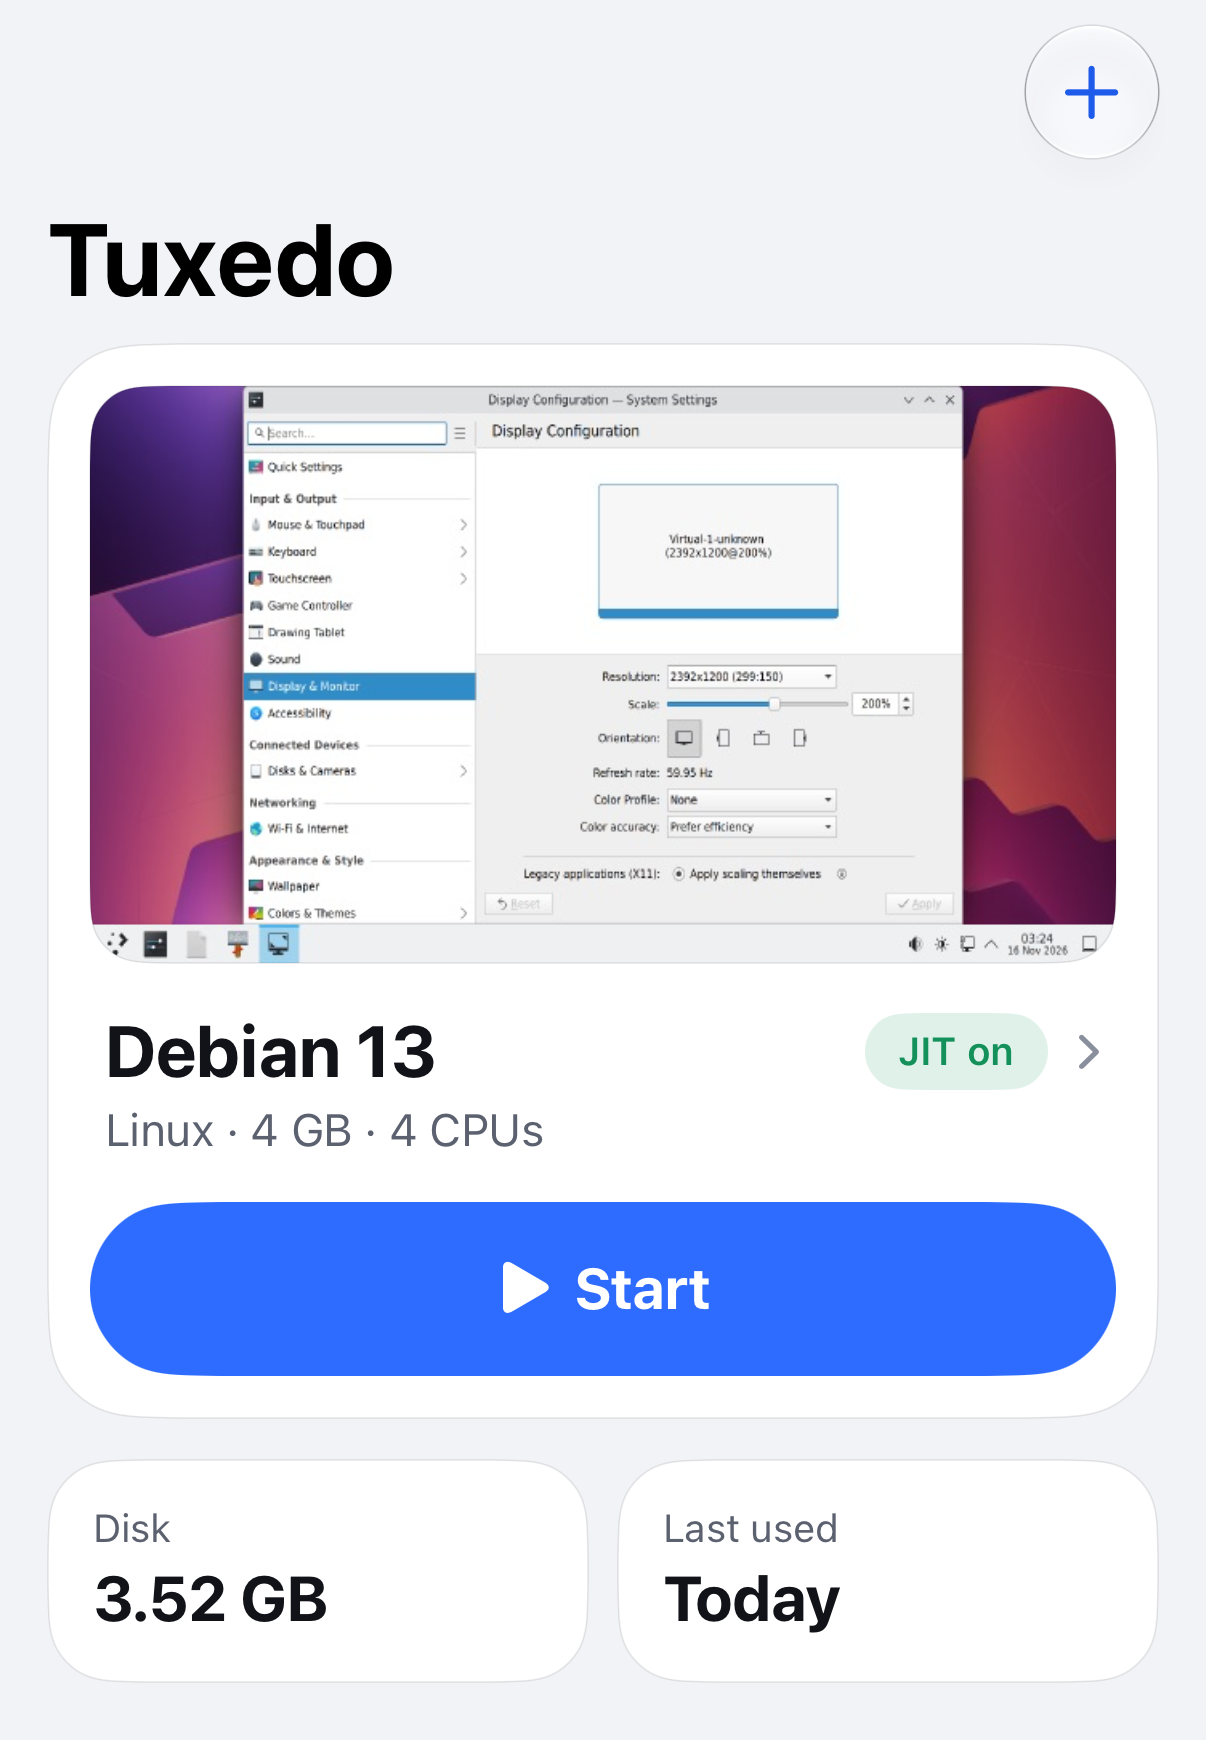 Tuxedo
Display Configuration — System Settings
Search...
Display Configuration
Quick Settings
Input & Output
Mouse & Touchpad
Keyboard
Touchscreen
Game Controller
Drawing Tablet
Sound
Display & Monitor
Accessibility
Connected Devices
Disks & Cameras
Networking
Wi-Fi & Internet
Appearance & Style
Wallpaper
Colors & Themes
Virtual-1-unknown
(2392x1200@200%)
Resolution: 2392x1200 (299:150)
Scale: 200%
Orientation:
Refresh rate: 59.95 Hz
Color Profile: None
Color accuracy: Prefer efficiency
Legacy applications (X11): Apply scaling themselves
Reset
Apply
03:24
16 Nov 2026
Debian 13
JIT on
Linux · 4 GB · 4 CPUs
Start
Disk
3.52 GB
Last used
Today